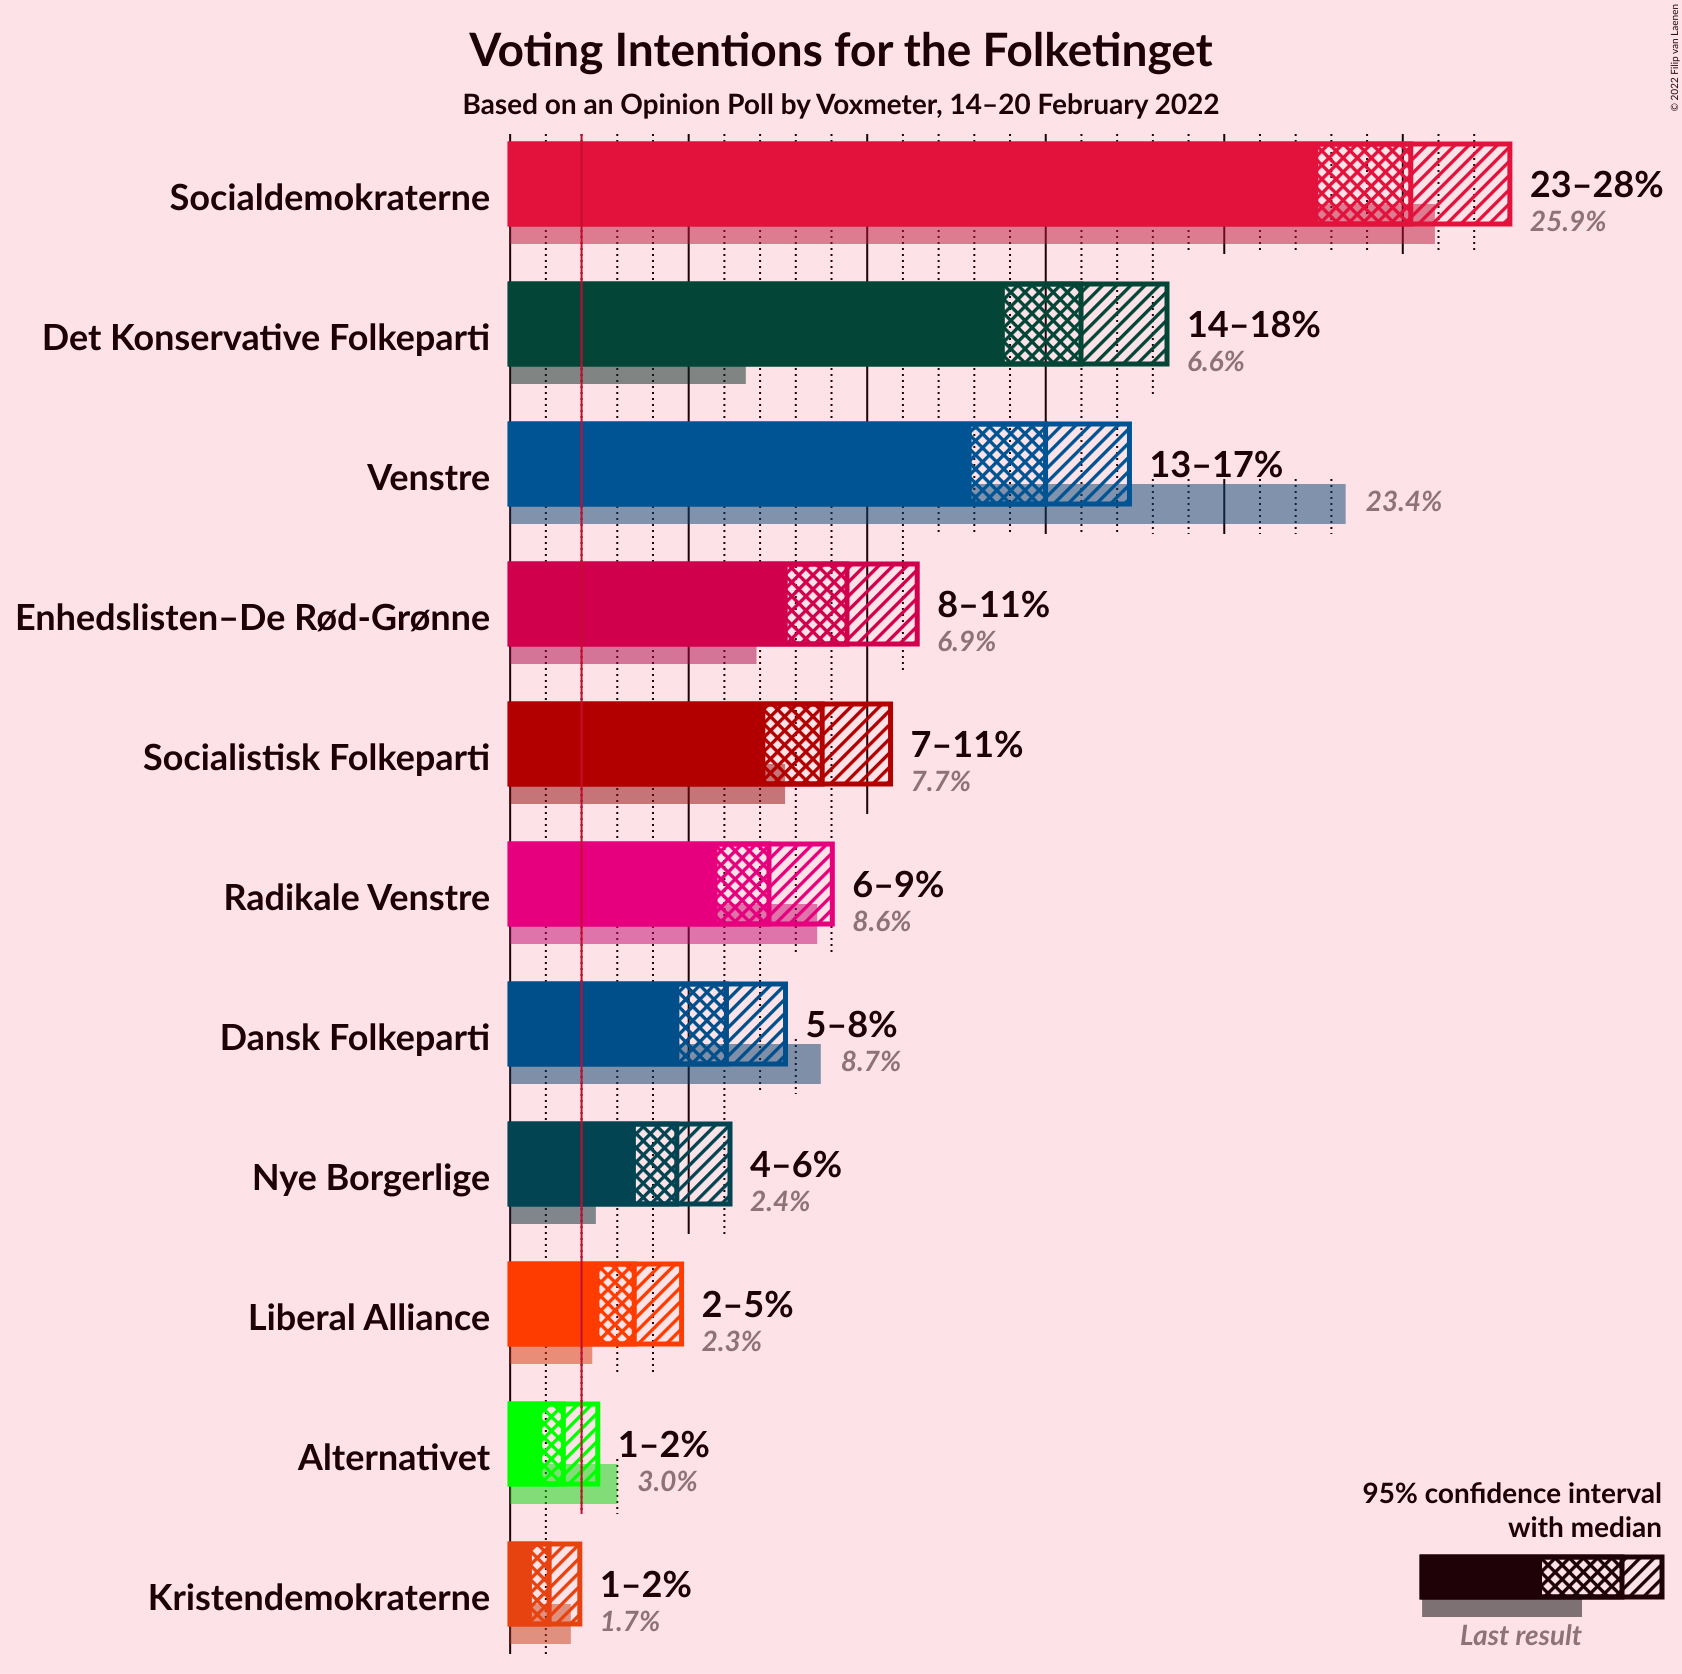 Voting Intentions for the Folketinget
Based on an Opinion Poll by Voxmeter, 14–20 February 2022
© 2022 Filip van Laenen
Socialdemokraterne
23–28%
25.9%
Det Konservative Folkeparti
14–18%
6.6%
Venstre
13–17%
23.4%
Enhedslisten–De Rød-Grønne
8–11%
6.9%
Socialistisk Folkeparti
7–11%
7.7%
Radikale Venstre
6–9%
8.6%
Dansk Folkeparti
5–8%
8.7%
Nye Borgerlige
4–6%
2.4%
Liberal Alliance
2–5%
2.3%
Alternativet
1–2%
3.0%
Kristendemokraterne
1–2%
1.7%
95% confidence interval
with median
Last result